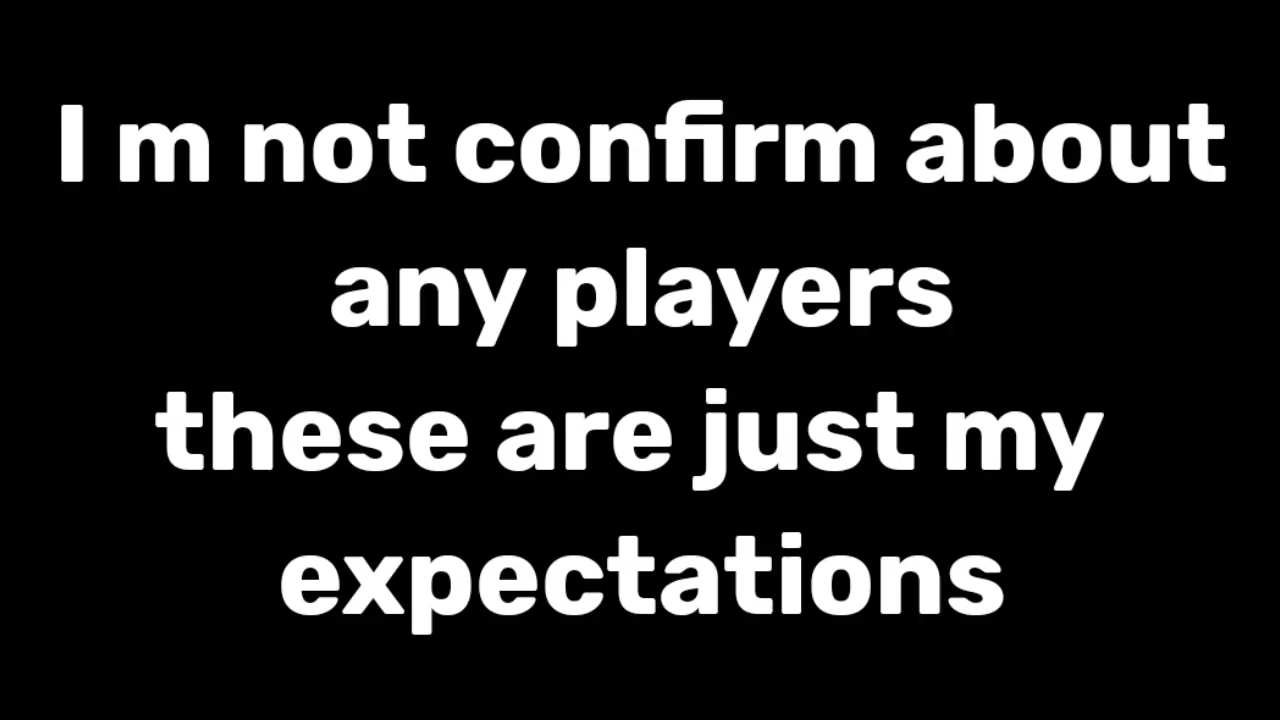 I m not confirm about
any players
these are just my
expectations